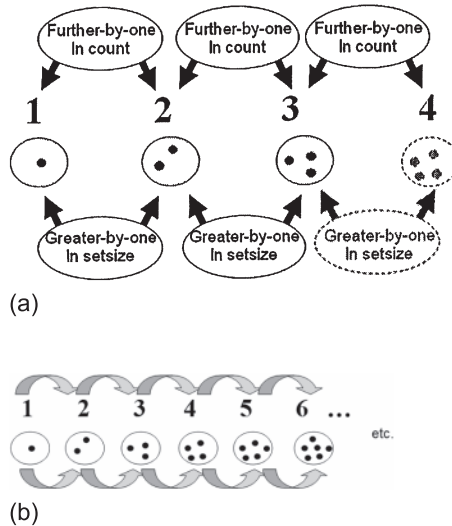 Further-by-one
In count
Further-by-one
In count
Further-by-one
In count
1
2
3
4
Greater-by-one
In setsize
Greater-by-one
In setsize
Greater-by-one
In setsize
(a)
1 2 3 4 5 6 ...
etc.
(b)